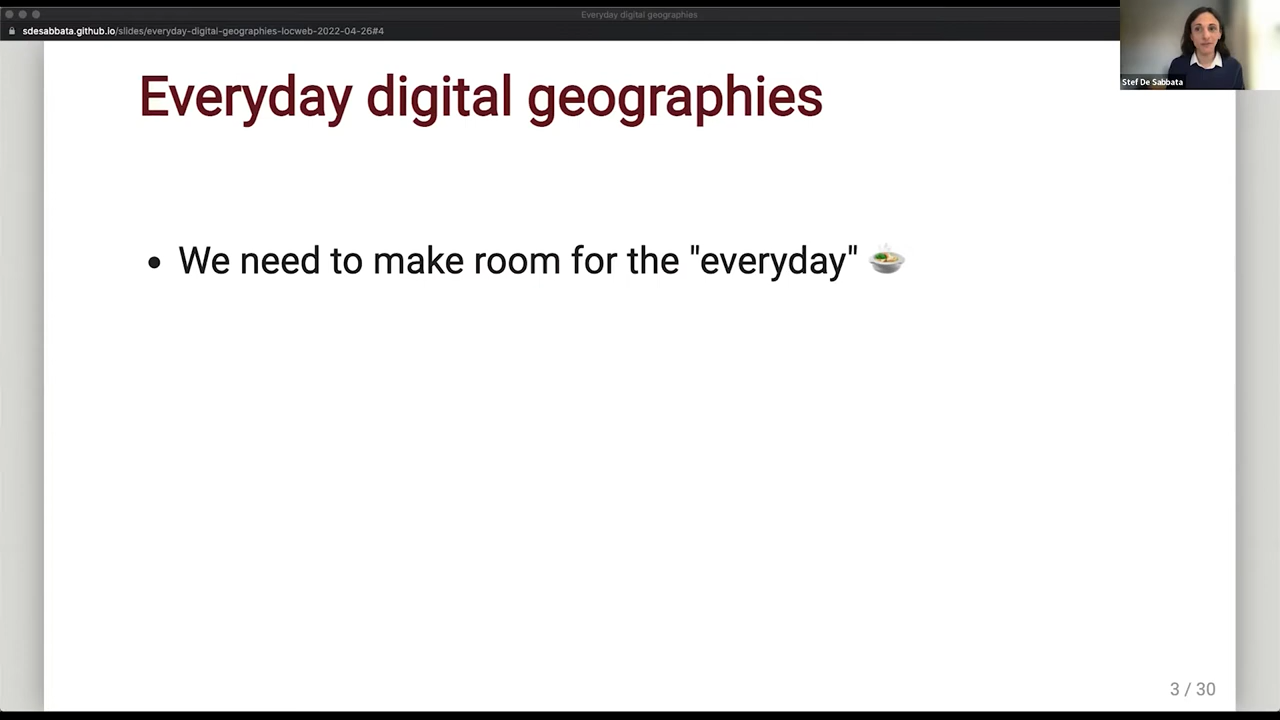 Everyday digital geographies
sdesabbata.github.io/slides/everyday-digital-geographies-locweb-2022-04-26#4
Stef De Sabbata
Everyday digital geographies
• We need to make room for the "everyday" 🍲
3 / 30